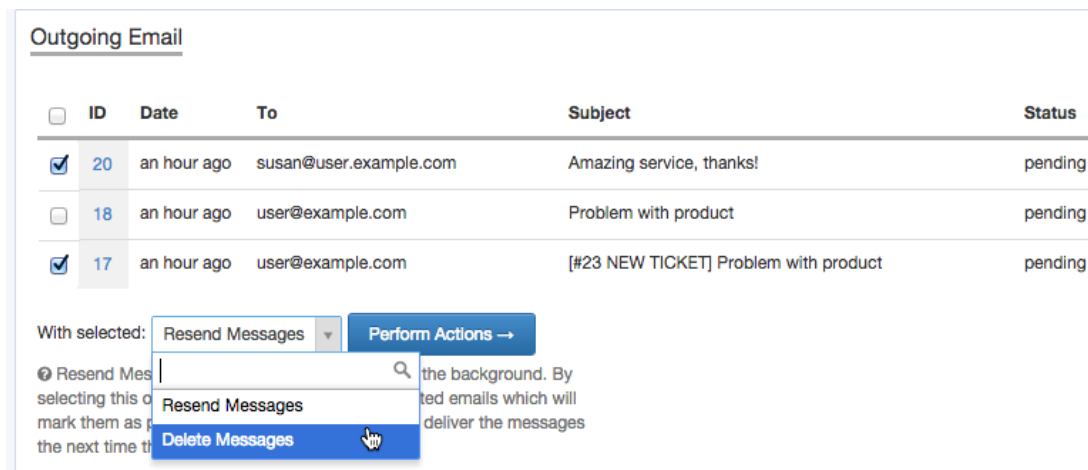 Outgoing Email
ID Date To Subject Status
20 an hour ago susan@user.example.com Amazing service, thanks! pending
18 an hour ago user@example.com Problem with product pending
17 an hour ago user@example.com [#23 NEW TICKET] Problem with product pending
With selected: Resend Messages Perform Actions →
Resend Mes the background. By
selecting this o ted emails which will
Resend Messages
mark them as p deliver the messages
Delete Messages
the next time th